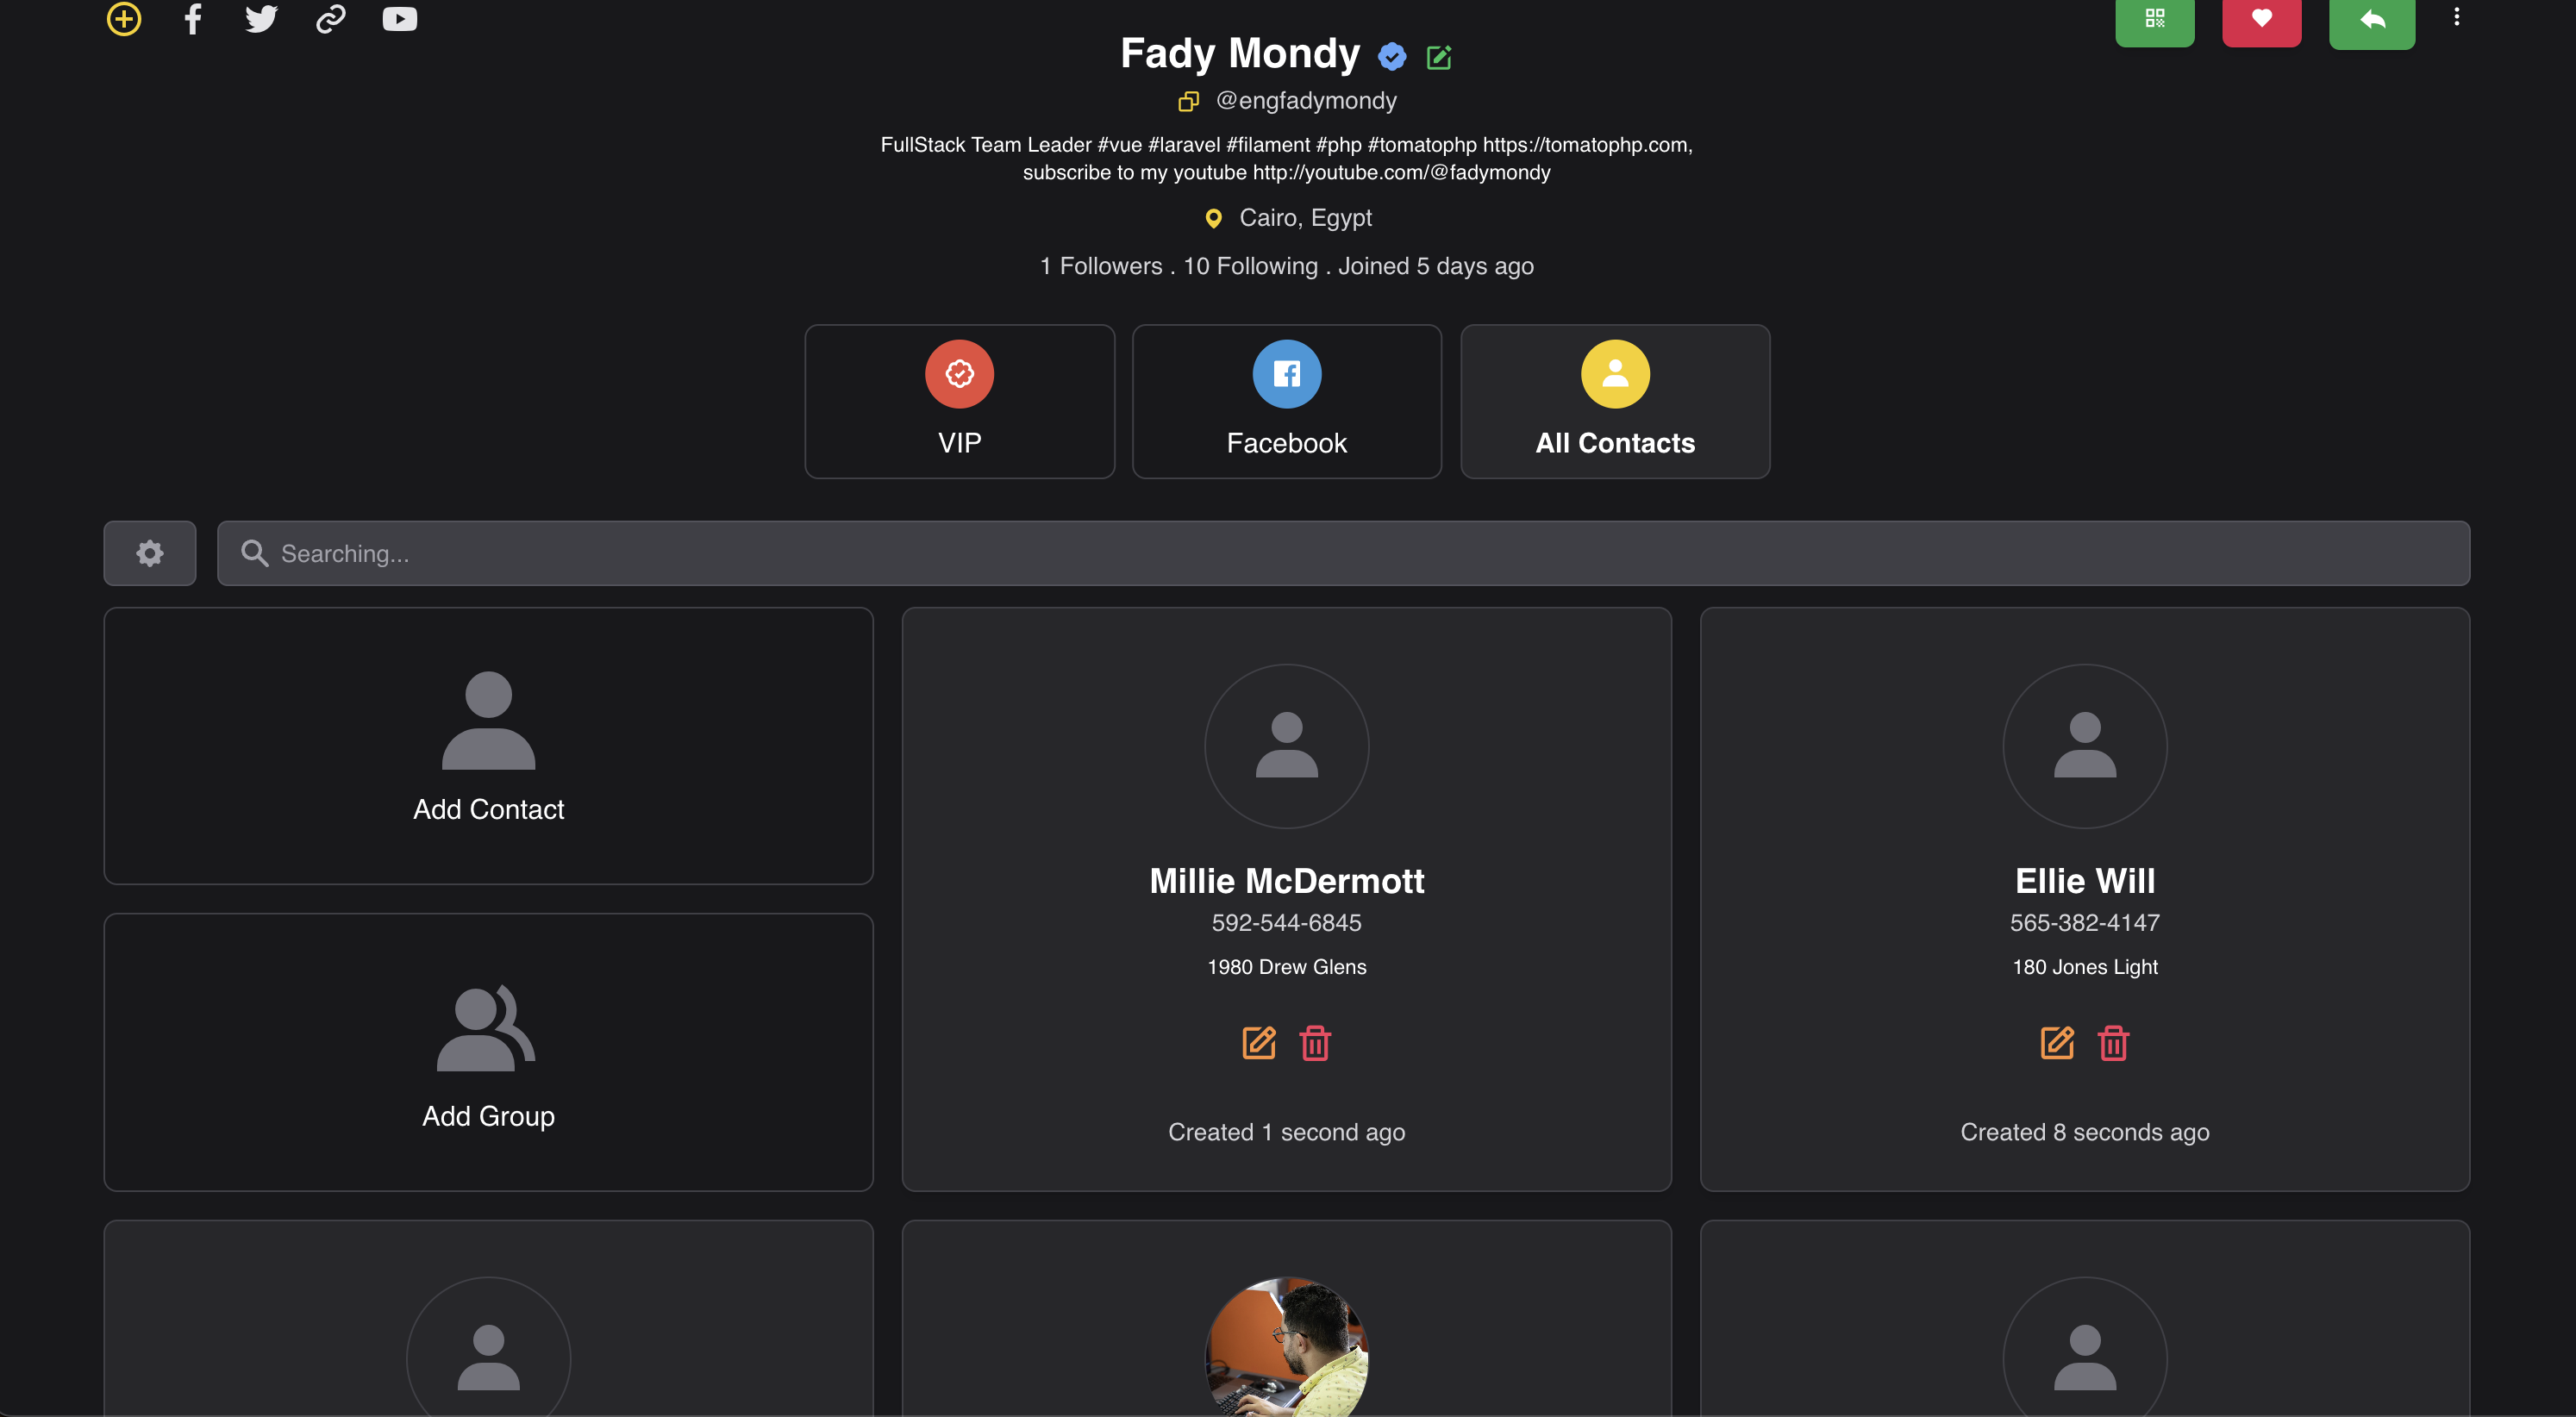 Fady Mondy
@engfadymondy
FullStack Team Leader #vue #laravel #filament #php #tomatophp https://tomatophp.com,
subscribe to my youtube http://youtube.com/@fadymondy
Cairo, Egypt
1 Followers . 10 Following . Joined 5 days ago
VIP
Facebook
All Contacts
Searching...
Add Contact
Add Group
Millie McDermott
592-544-6845
1980 Drew Glens
Created 1 second ago
Ellie Will
565-382-4147
180 Jones Light
Created 8 seconds ago